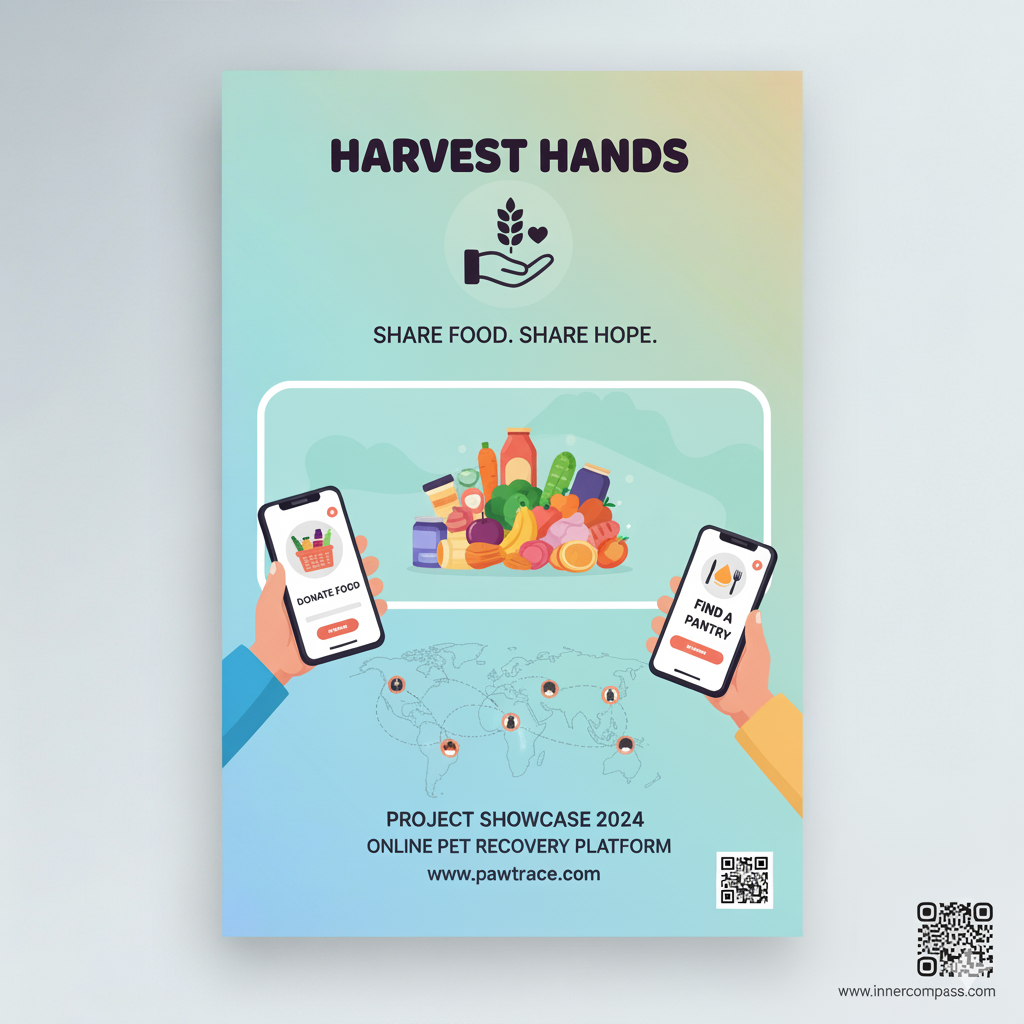 HARVEST HANDS
SHARE FOOD. SHARE HOPE.
DONATE FOOD
FIND A
PANTRY
PROJECT SHOWCASE 2024
ONLINE PET RECOVERY PLATFORM
www.pawtrace.com
www.innercompass.com